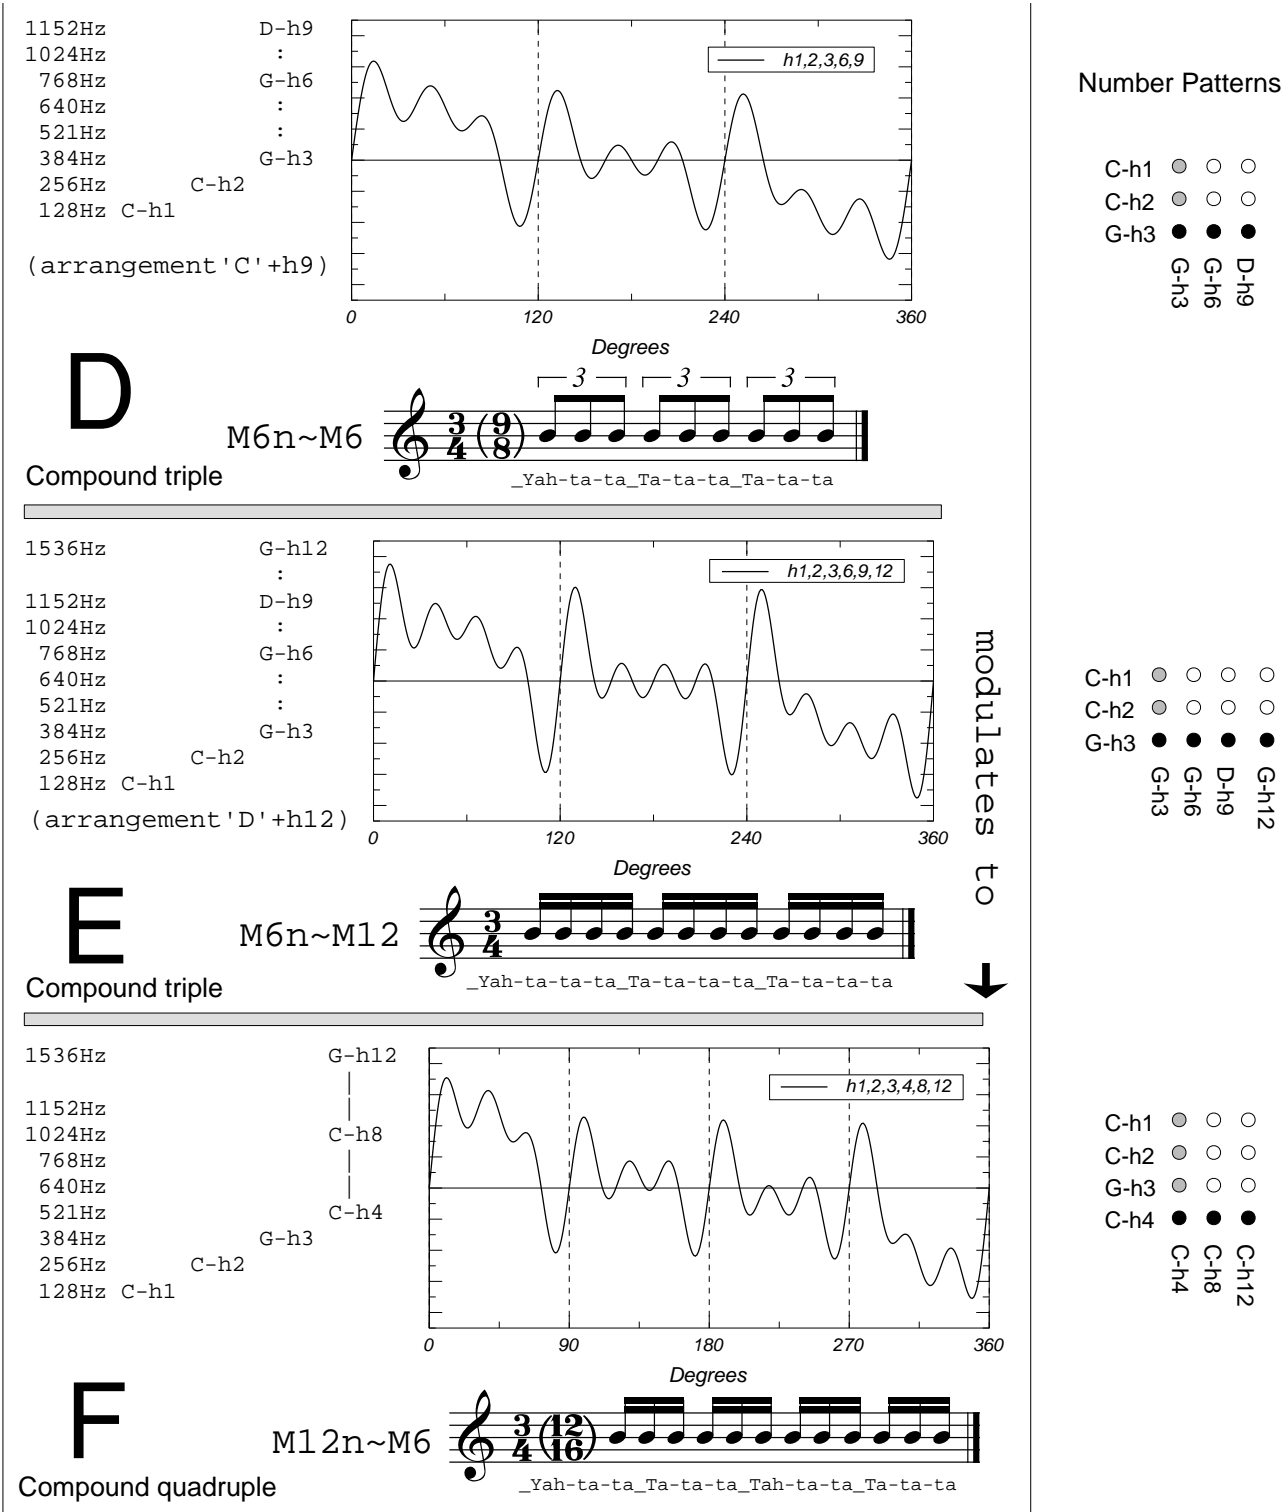 1152Hz D-h9
1024Hz :
768Hz G-h6
640Hz :
521Hz :
384Hz G-h3
256Hz C-h2
128Hz C-h1
(arrangement'C'+h9)
h1,2,3,6,9
0 120 240 360
Degrees
Number Patterns
C-h1
C-h2
G-h3
G-h3 G-h6 D-h9
D
M6n~M6
3 3 3
3/4 (9/8)
_Yah-ta-ta_Ta-ta-ta_Ta-ta-ta
Compound triple
1536Hz G-h12
:
1152Hz D-h9
1024Hz :
768Hz G-h6
640Hz :
521Hz :
384Hz G-h3
256Hz C-h2
128Hz C-h1
(arrangement'D'+h12)
h1,2,3,6,9,12
0 120 240 360
Degrees
modulates to
C-h1
C-h2
G-h3
G-h3 G-h6 D-h9 G-h12
E
M6n~M12
3/4
_Yah-ta-ta-ta_Ta-ta-ta-ta_Ta-ta-ta-ta
Compound triple
1536Hz G-h12
|
1152Hz |
1024Hz C-h8
768Hz |
640Hz |
521Hz C-h4
384Hz G-h3
256Hz C-h2
128Hz C-h1
h1,2,3,4,8,12
0 90 180 270 360
Degrees
C-h1
C-h2
G-h3
C-h4
C-h4 C-h8 C-h12
F
M12n~M6
3/4 (12/16)
_Yah-ta-ta_Ta-ta-ta_Tah-ta-ta_Ta-ta-ta
Compound quadruple